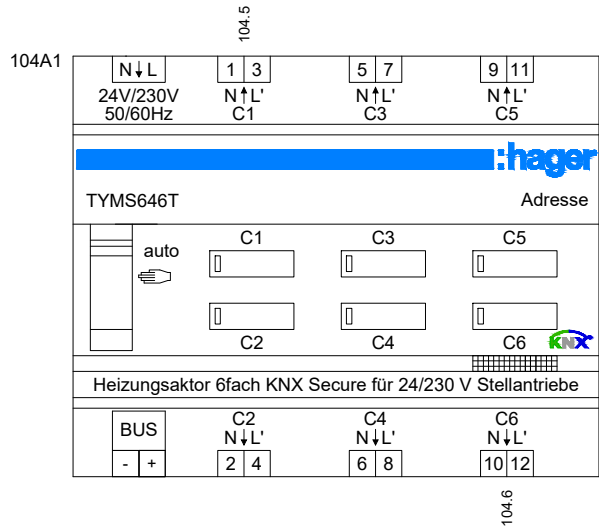 104.5
104A1
N L
1 3
5 7
9 11
24V/230V
50/60Hz
N L'
C1
N L'
C3
N L'
C5
:hager
TYMS646T
Adresse
auto
C1
C3
C5
C2
C4
C6
KNX
Heizungsaktor 6fach KNX Secure für 24/230 V Stellantriebe
BUS
- +
C2
N L'
2 4
C4
N L'
6 8
C6
N L'
10 12
104.6